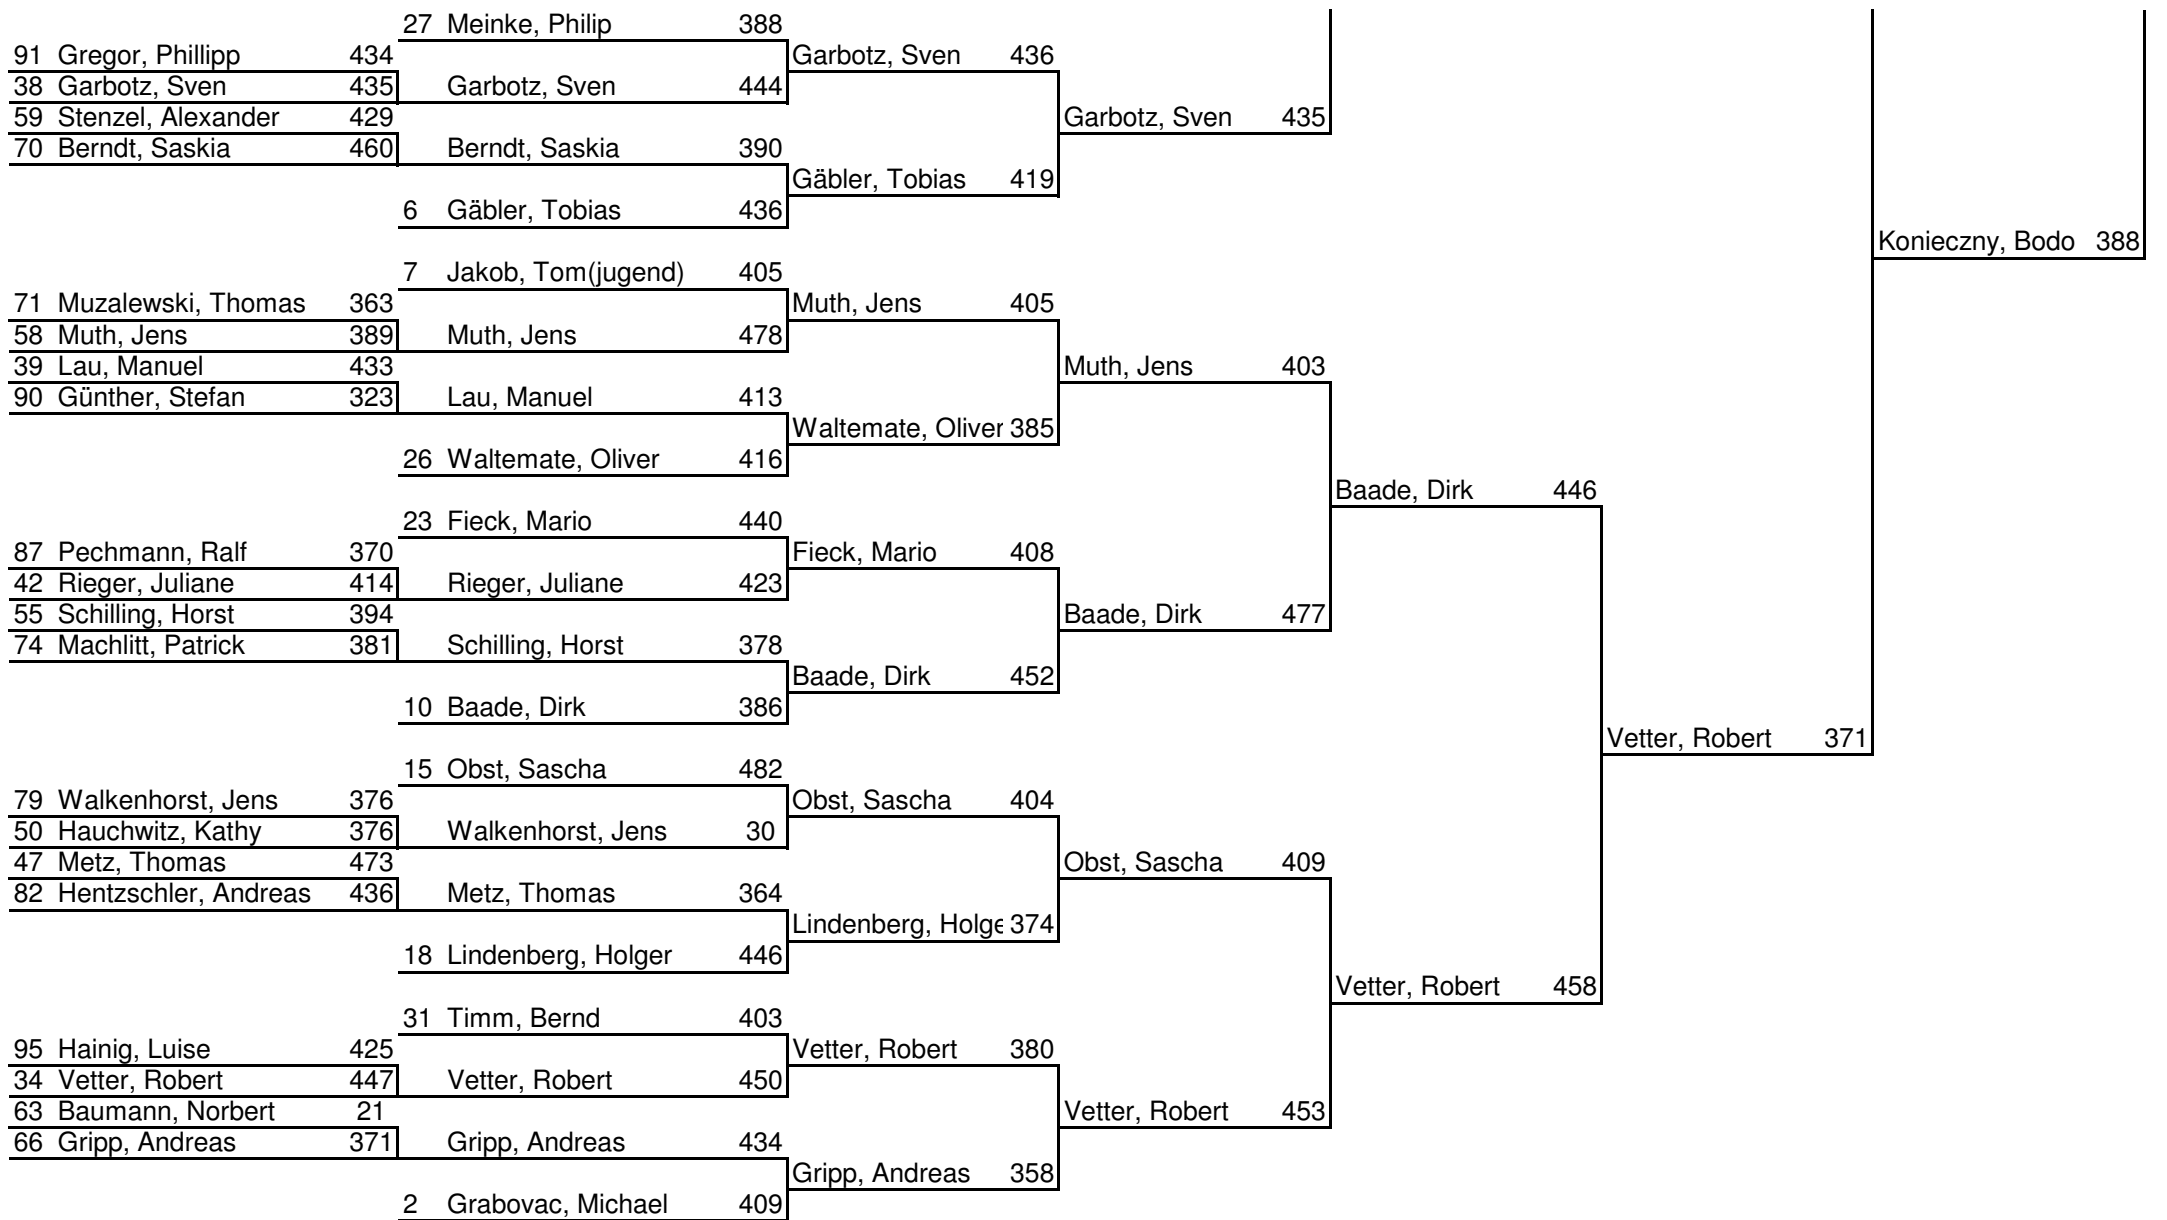 27 Meinke, Philip 388
91 Gregor, Phillipp 434 Garbotz, Sven 436
38 Garbotz, Sven 435 Garbotz, Sven 444
59 Stenzel, Alexander 429 Garbotz, Sven 435
70 Berndt, Saskia 460 Berndt, Saskia 390
Gäbler, Tobias 419
6 Gäbler, Tobias 436
Konieczny, Bodo 388
7 Jakob, Tom(jugend) 405
71 Muzalewski, Thomas 363 Muth, Jens 405
58 Muth, Jens 389 Muth, Jens 478
39 Lau, Manuel 433 Muth, Jens 403
90 Günther, Stefan 323 Lau, Manuel 413
Waltemate, Oliver 385
26 Waltemate, Oliver 416
Baade, Dirk 446
23 Fieck, Mario 440
87 Pechmann, Ralf 370 Fieck, Mario 408
42 Rieger, Juliane 414 Rieger, Juliane 423
55 Schilling, Horst 394 Baade, Dirk 477
74 Machlitt, Patrick 381 Schilling, Horst 378
Baade, Dirk 452
10 Baade, Dirk 386
Vetter, Robert 371
15 Obst, Sascha 482
79 Walkenhorst, Jens 376 Obst, Sascha 404
50 Hauchwitz, Kathy 376 Walkenhorst, Jens 30
47 Metz, Thomas 473 Obst, Sascha 409
82 Hentzschler, Andreas 436 Metz, Thomas 364
Lindenberg, Holge 374
18 Lindenberg, Holger 446
Vetter, Robert 458
31 Timm, Bernd 403
95 Hainig, Luise 425 Vetter, Robert 380
34 Vetter, Robert 447 Vetter, Robert 450
63 Baumann, Norbert 21 Vetter, Robert 453
66 Gripp, Andreas 371 Gripp, Andreas 434
Gripp, Andreas 358
2 Grabovac, Michael 409